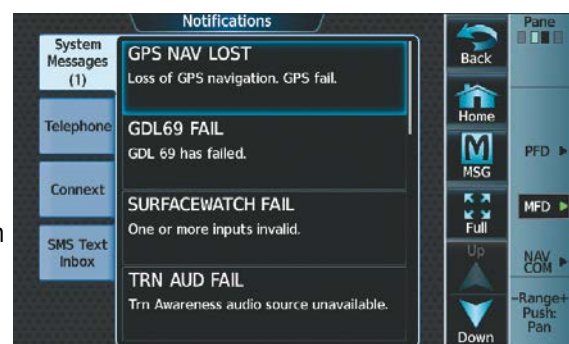 Notifications
System
Messages
(1)
Telephone
Connext
SMS Text
Inbox
GPS NAV LOST
Loss of GPS navigation. GPS fail.
GDL69 FAIL
GDL 69 has failed.
SURFACEWATCH FAIL
One or more inputs invalid.
TRN AUD FAIL
Trn Awareness audio source unavailable.
Back
Home
MSG
Full
Up
Down
Pane
PFD
MFD
NAV
COM
-Range+
Push:
Pan